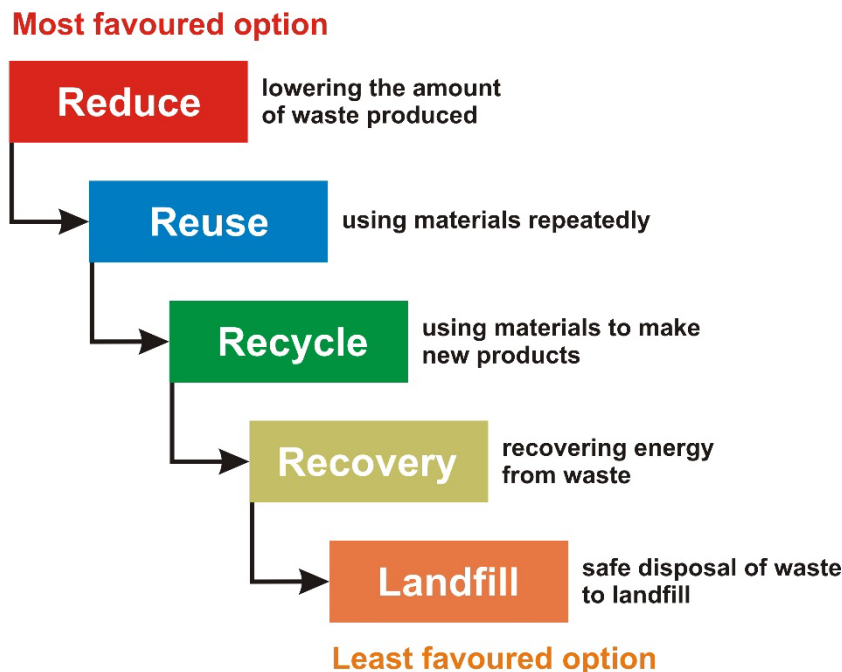 Most favoured option
Reduce
lowering the amount
of waste produced
Reuse
using materials repeatedly
Recycle
using materials to make
new products
Recovery
recovering energy
from waste
Landfill
safe disposal of waste
to landfill
Least favoured option